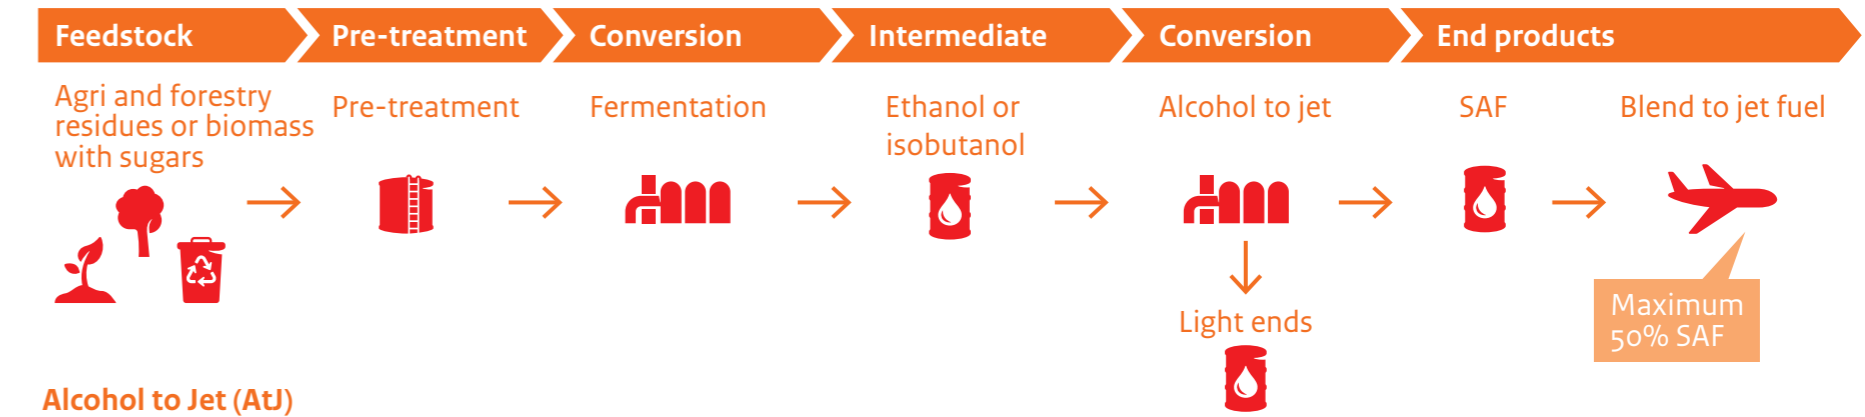 Feedstock
Pre-treatment
Conversion
Intermediate
Conversion
End products
Agri and forestry
residues or biomass
with sugars
Pre-treatment
Fermentation
Ethanol or
isobutanol
Alcohol to jet
SAF
Blend to jet fuel
Light ends
Maximum
50% SAF
Alcohol to Jet (AtJ)